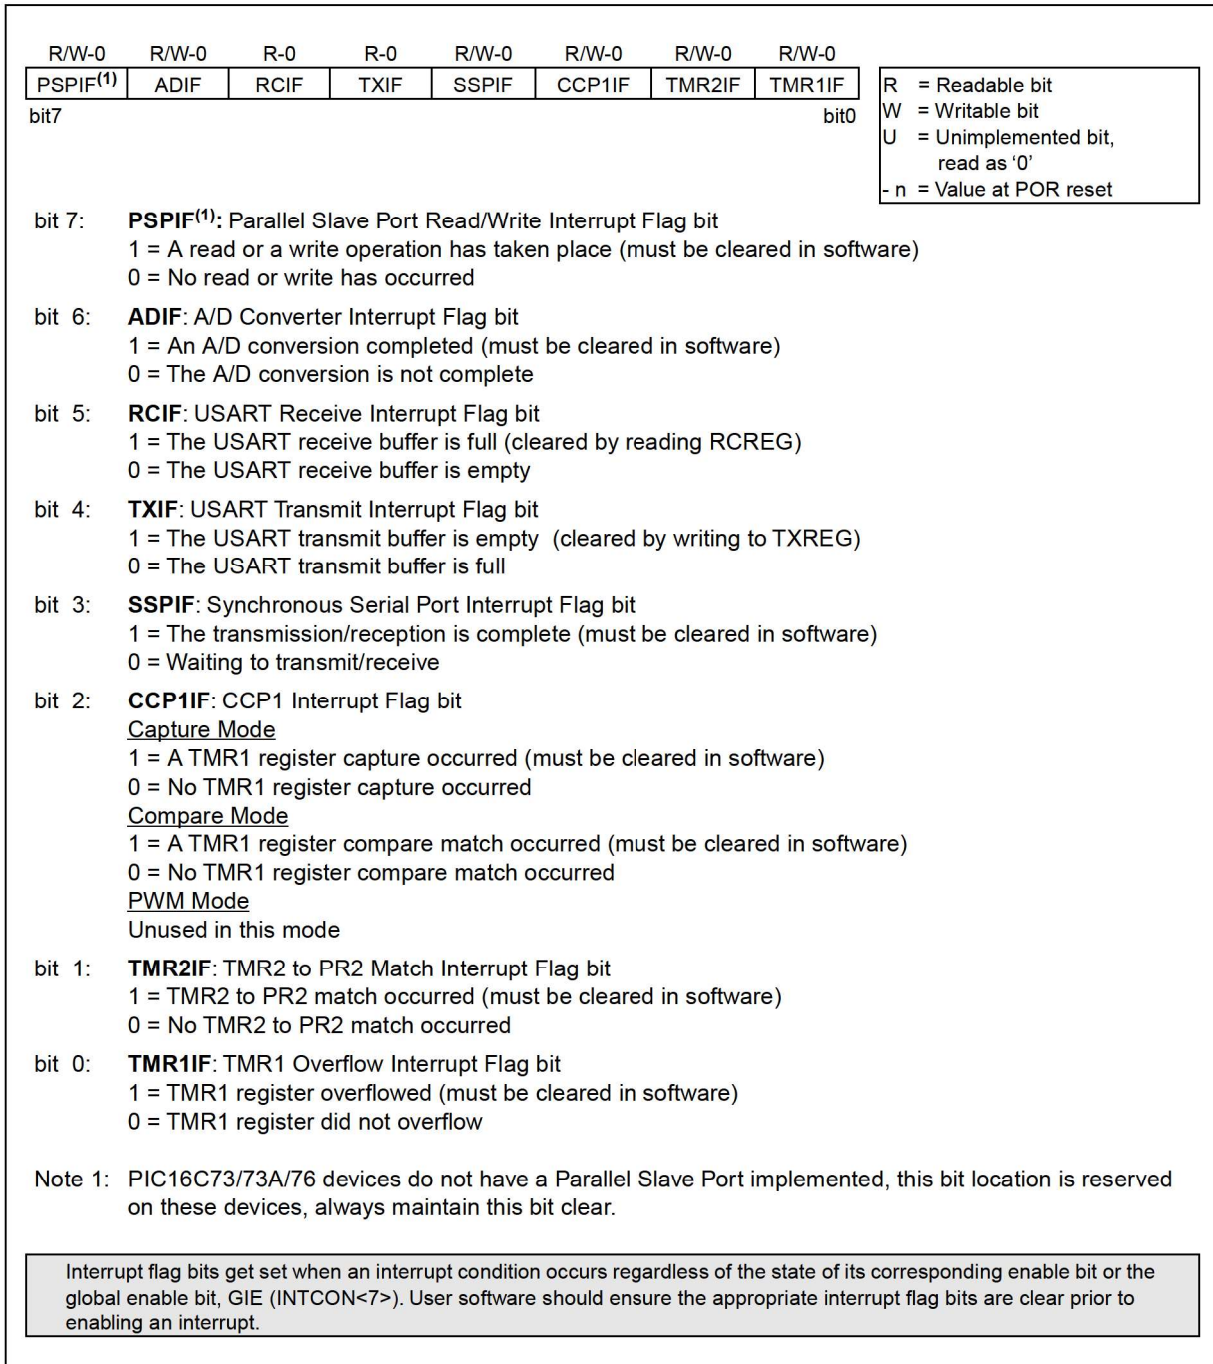 R/W-0 R/W-0 R-0 R-0 R/W-0 R/W-0 R/W-0 R/W-0
PSPIF(1) ADIF RCIF TXIF SSPIF CCP1IF TMR2IF TMR1IF
bit7 bit0
R = Readable bit
W = Writable bit
U = Unimplemented bit,
read as ‘0’
- n = Value at POR reset
bit 7: PSPIF(1): Parallel Slave Port Read/Write Interrupt Flag bit
1 = A read or a write operation has taken place (must be cleared in software)
0 = No read or write has occurred
bit 6: ADIF: A/D Converter Interrupt Flag bit
1 = An A/D conversion completed (must be cleared in software)
0 = The A/D conversion is not complete
bit 5: RCIF: USART Receive Interrupt Flag bit
1 = The USART receive buffer is full (cleared by reading RCREG)
0 = The USART receive buffer is empty
bit 4: TXIF: USART Transmit Interrupt Flag bit
1 = The USART transmit buffer is empty (cleared by writing to TXREG)
0 = The USART transmit buffer is full
bit 3: SSPIF: Synchronous Serial Port Interrupt Flag bit
1 = The transmission/reception is complete (must be cleared in software)
0 = Waiting to transmit/receive
bit 2: CCP1IF: CCP1 Interrupt Flag bit
Capture Mode
1 = A TMR1 register capture occurred (must be cleared in software)
0 = No TMR1 register capture occurred
Compare Mode
1 = A TMR1 register compare match occurred (must be cleared in software)
0 = No TMR1 register compare match occurred
PWM Mode
Unused in this mode
bit 1: TMR2IF: TMR2 to PR2 Match Interrupt Flag bit
1 = TMR2 to PR2 match occurred (must be cleared in software)
0 = No TMR2 to PR2 match occurred
bit 0: TMR1IF: TMR1 Overflow Interrupt Flag bit
1 = TMR1 register overflowed (must be cleared in software)
0 = TMR1 register did not overflow
Note 1: PIC16C73/73A/76 devices do not have a Parallel Slave Port implemented, this bit location is reserved
on these devices, always maintain this bit clear.
Interrupt flag bits get set when an interrupt condition occurs regardless of the state of its corresponding enable bit or the
global enable bit, GIE (INTCON<7>). User software should ensure the appropriate interrupt flag bits are clear prior to
enabling an interrupt.